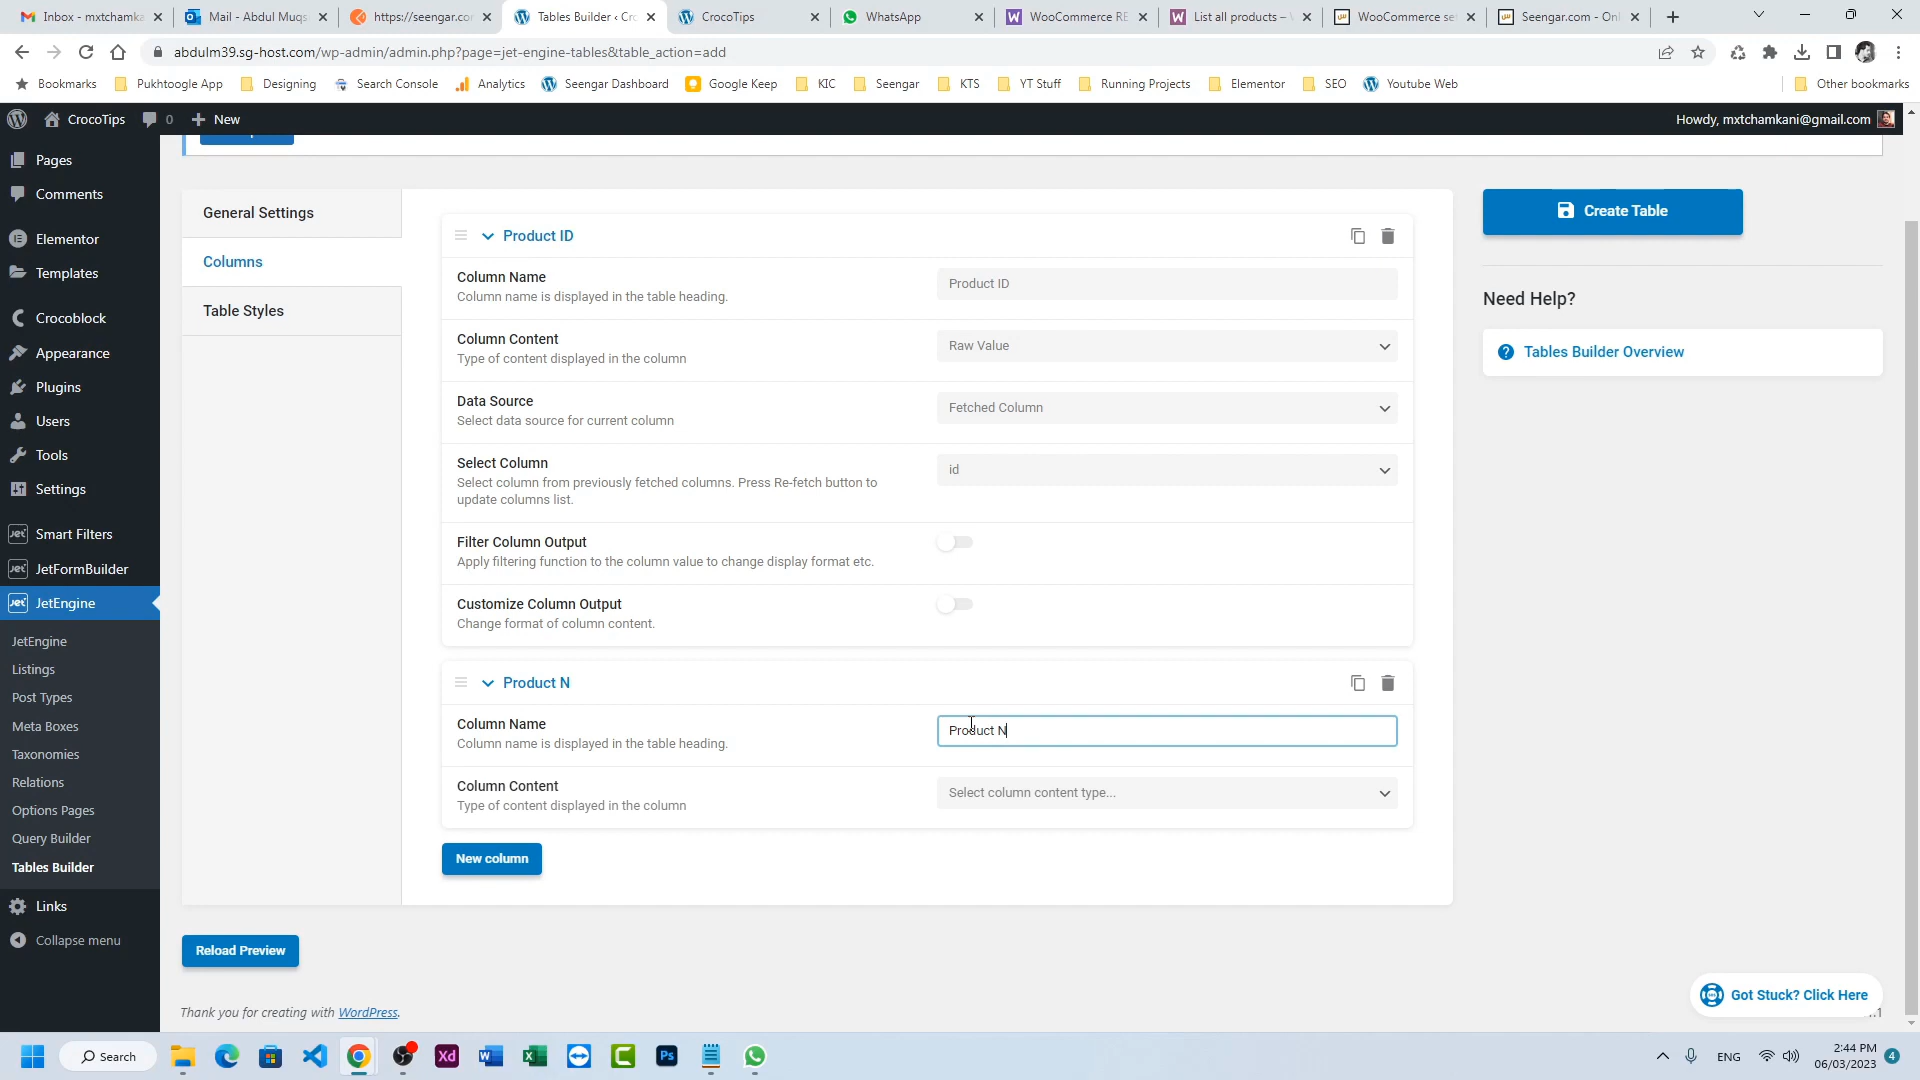 Inbox - mxtchamka
Mail - Abdul Muqs
https://seengar.co
Tables Builder ‹ Cr
CrocoTips
WhatsApp
WooCommerce RE
List all products –
WooCommerce se
Seengar.com - Onl
abdulm39.sg-host.com/wp-admin/admin.php?page=jet-engine-tables&table_action=add
Bookmarks
Pukhtoogle App
Designing
Search Console
Analytics
Seengar Dashboard
Google Keep
KIC
Seengar
KTS
YT Stuff
Running Projects
Elementor
SEO
Youtube Web
Other bookmarks
CrocoTips
0
New
Howdy, mxtchamkani@gmail.com
Pages
Comments
Elementor
Templates
Crocoblock
Appearance
Plugins
Users
Tools
Settings
Smart Filters
JetFormBuilder
JetEngine
JetEngine
Listings
Post Types
Meta Boxes
Taxonomies
Relations
Options Pages
Query Builder
Tables Builder
Links
Collapse menu
General Settings
Columns
Table Styles
Product ID
Column Name
Column name is displayed in the table heading.
Product ID
Column Content
Type of content displayed in the column
Raw Value
Data Source
Select data source for current column
Fetched Column
Select Column
Select column from previously fetched columns. Press Re-fetch button to
update columns list.
id
Filter Column Output
Apply filtering function to the column value to change display format etc.
Customize Column Output
Change format of column content.
Product N
Column Name
Column name is displayed in the table heading.
Product N
Column Content
Type of content displayed in the column
Select column content type...
New column
Create Table
Need Help?
Tables Builder Overview
Reload Preview
Thank you for creating with WordPress.
Got Stuck? Click Here
Search
ENG
2:44 PM
06/03/2023
4